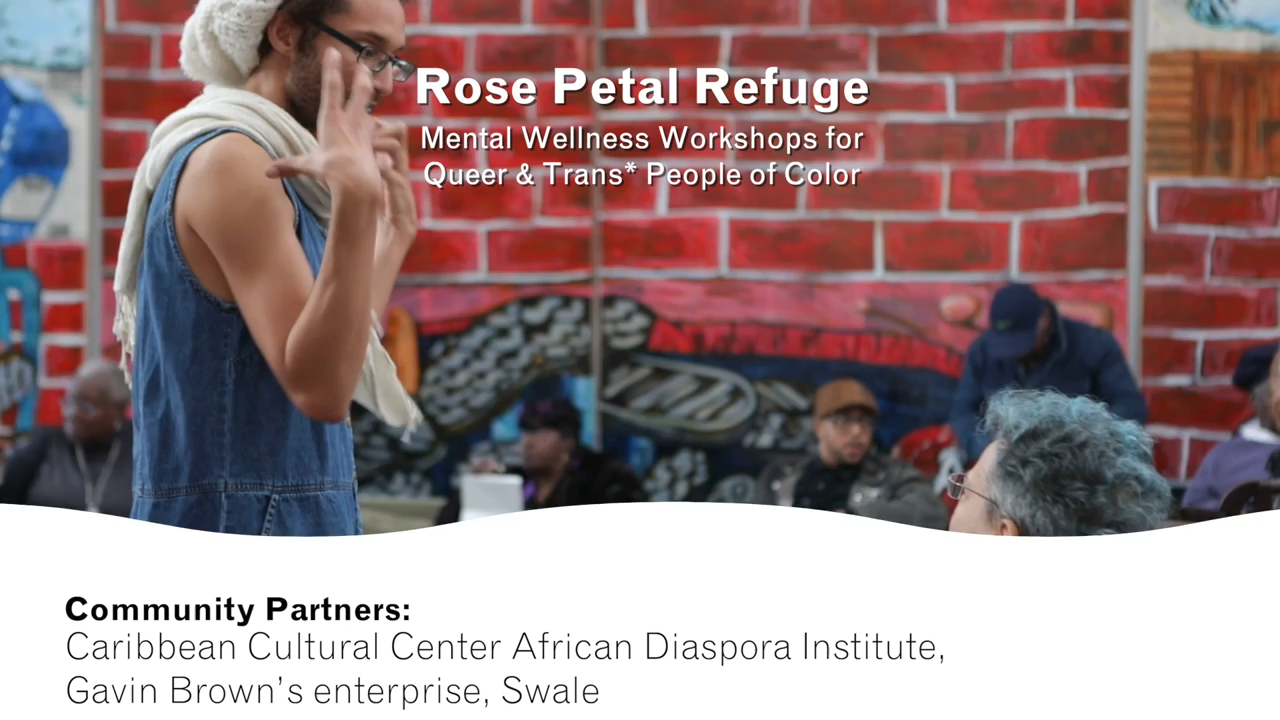 Rose Petal Refuge
Mental Wellness Workshops for
Queer & Trans* People of Color
Community Partners:
Caribbean Cultural Center African Diaspora Institute,
Gavin Brown's enterprise, Swale